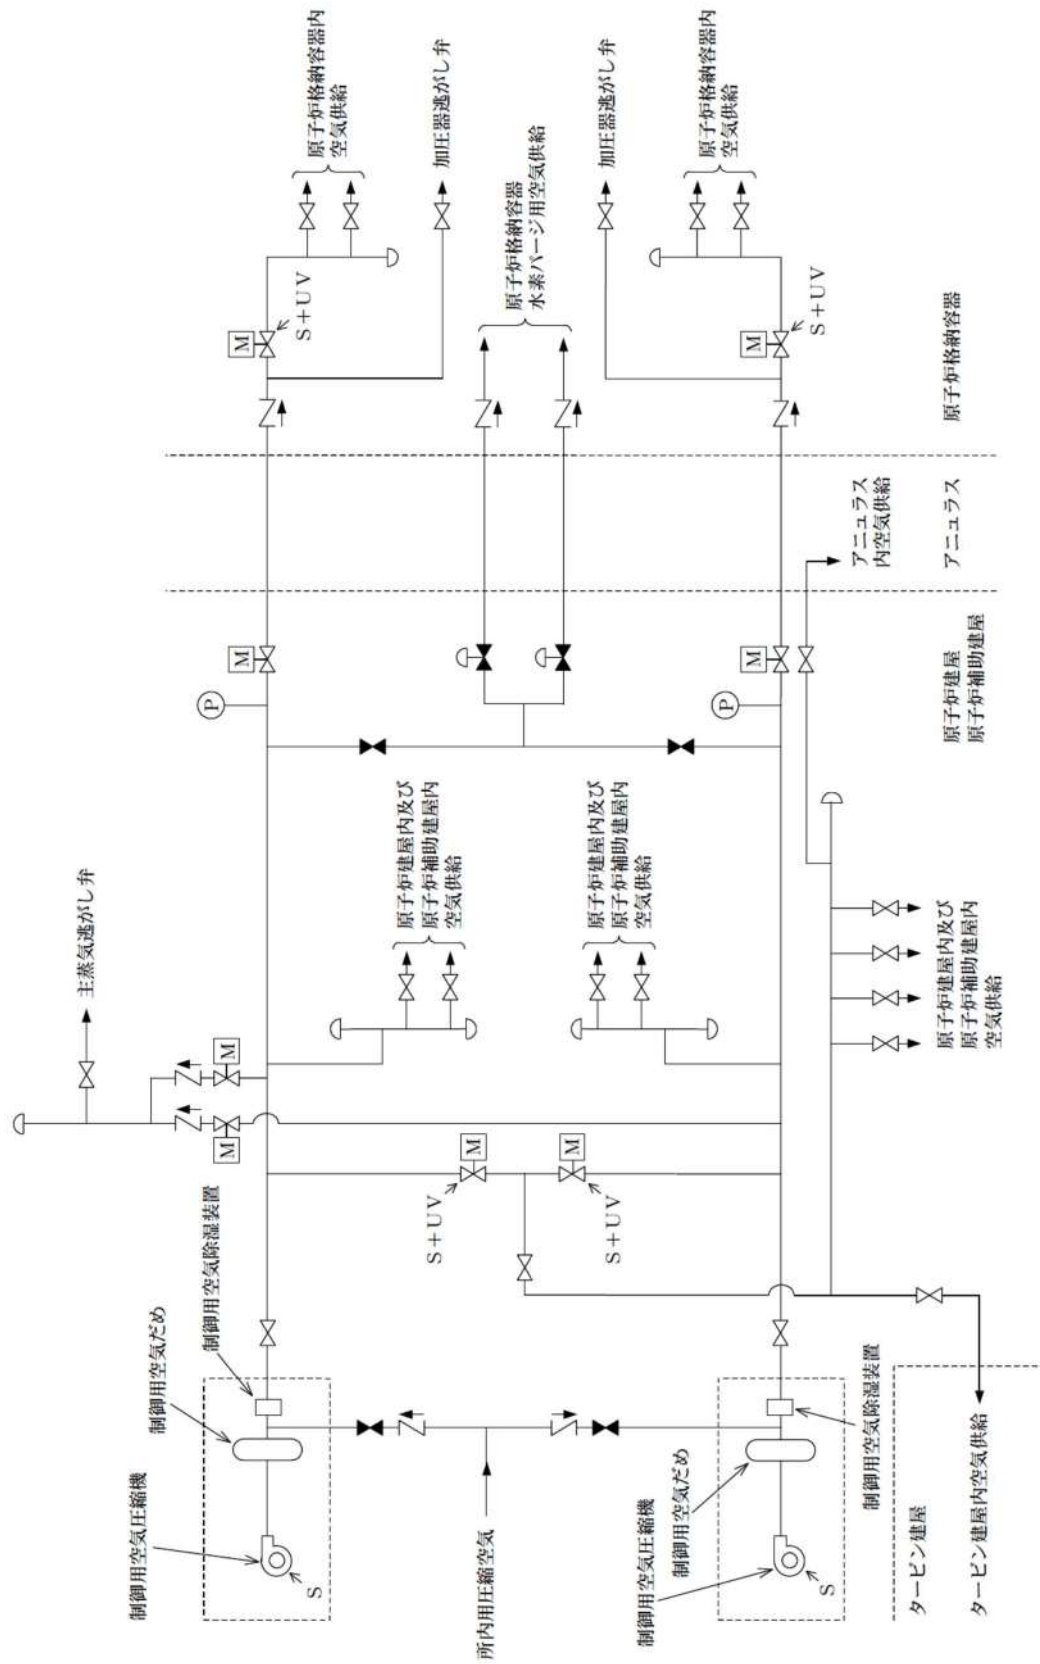 制御用空気圧縮機
制御用空気だめ
制御用空気除湿装置
S
主蒸気逃がし弁
M
M
P
M
M
S+UV
原子炉格納容器内
空気供給
加圧器逃がし弁
S+UV
M
M
S+UV
原子炉建屋内及び
原子炉補助建屋内
空気供給
原子炉格納容器
水素パージ用空気供給
所内用圧縮空気
原子炉建屋内及び
原子炉補助建屋内
空気供給
加圧器逃がし弁
制御用空気圧縮機
制御用空気だめ
制御用空気除湿装置
S
P
M
M
S+UV
原子炉格納容器内
空気供給
アニュラス
内空気供給
原子炉建屋内及び
原子炉補助建屋内
空気供給
タービン建屋
タービン建屋内空気供給
原子炉建屋
原子炉補助建屋
アニュラス
原子炉格納容器